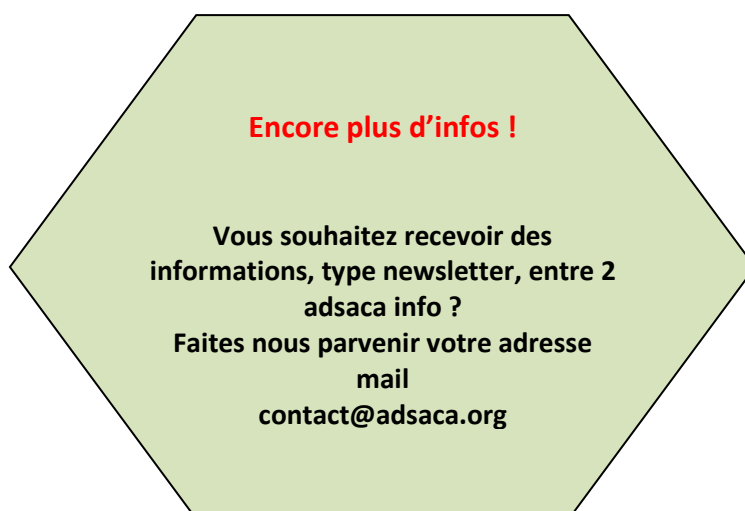 Encore plus d’infos !
Vous souhaitez recevoir des
informations, type newsletter, entre 2
adsaca info ?
Faites nous parvenir votre adresse
mail
contact@adsaca.org